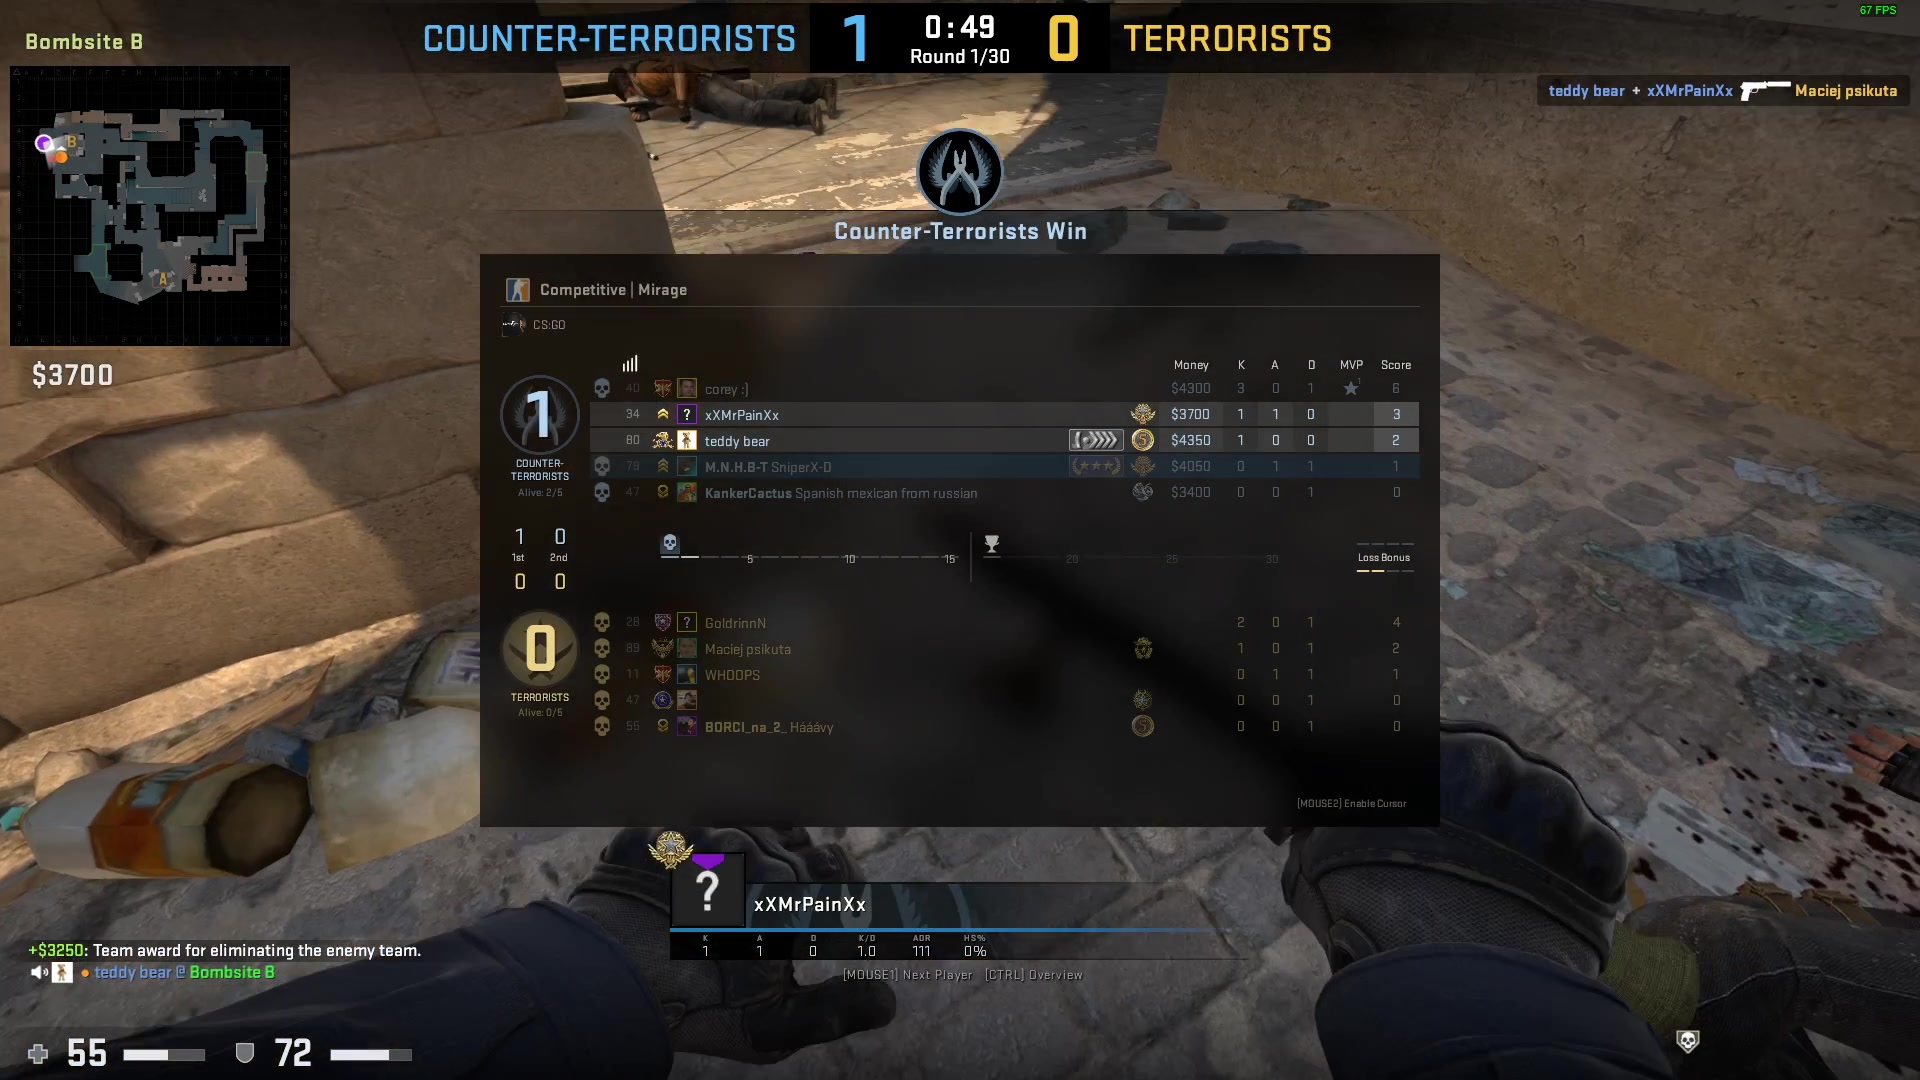 67 FPS
Bombsite B
COUNTER-TERRORISTS 1 0:49 0 TERRORISTS
Round 1/30
teddy bear + xXMrPainXx Maciej psikuta
B
A
$3700
Counter-Terrorists Win
Competitive | Mirage
CS:GO
Money K A D MVP Score
40 corey :) $4300 3 0 1 1 6
34 ? xXMrPainXx $3700 1 1 0 3
80 teddy bear 5 $4350 1 0 0 2
79 M.N.H.B-T SniperX-D $4050 0 1 1 1
47 KankerCactus Spanish mexican from russian $3400 0 0 1 0
1
COUNTER-
TERRORISTS
Alive: 2/5
1 0
1st 2nd
0 0
5 10 15 20 25 30
Loss Bonus
0
TERRORISTS
Alive: 0/5
28 ? GoldrinnN 2 0 1 4
89 Maciej psikuta 1 0 1 2
11 WHOOPS 0 1 1 1
47 0 0 1 0
55 BORCI_na_2_ Hááávy 5 0 0 1 0
[MOUSE2] Enable Cursor
? xXMrPainXx
K A D K/D ADR HS%
1 1 0 1.0 111 0%
[MOUSE1] Next Player [CTRL] Overview
+$3250: Team award for eliminating the enemy team.
teddy bear @ Bombsite B
55 72